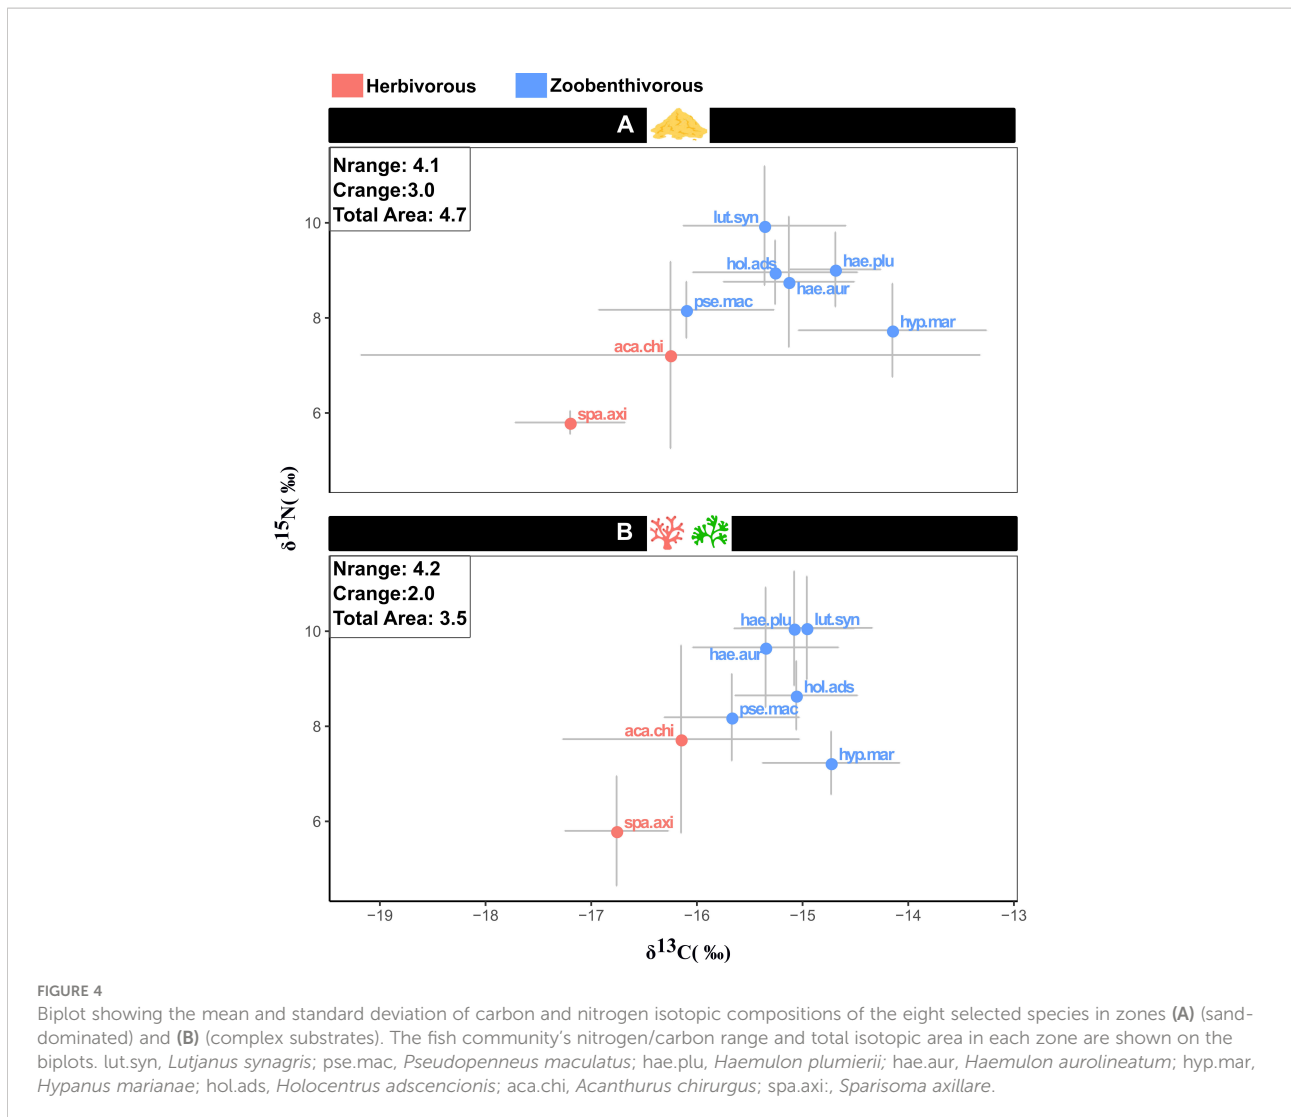 Herbivorous Zoobenthivorous
A
Nrange: 4.1
Crange:3.0
Total Area: 4.7
10
8
6
lut.syn
hol.ads
hae.plu
hae.aur
pse.mac
hyp.mar
aca.chi
spa.axi
δ15N(‰)
B
Nrange: 4.2
Crange:2.0
Total Area: 3.5
10
8
6
hae.plu
lut.syn
hae.aur
hol.ads
pse.mac
aca.chi
hyp.mar
spa.axi
−19 −18 −17 −16 −15 −14 −13
δ13C(‰)
FIGURE 4
Biplot showing the mean and standard deviation of carbon and nitrogen isotopic compositions of the eight selected species in zones (A) (sand-
dominated) and (B) (complex substrates). The fish community's nitrogen/carbon range and total isotopic area in each zone are shown on the
biplots. lut.syn, Lutjanus synagris; pse.mac, Pseudopenneus maculatus; hae.plu, Haemulon plumierii; hae.aur, Haemulon aurolineatum; hyp.mar,
Hypanus marianae; hol.ads, Holocentrus adscencionis; aca.chi, Acanthurus chirurgus; spa.axi:, Sparisoma axillare.